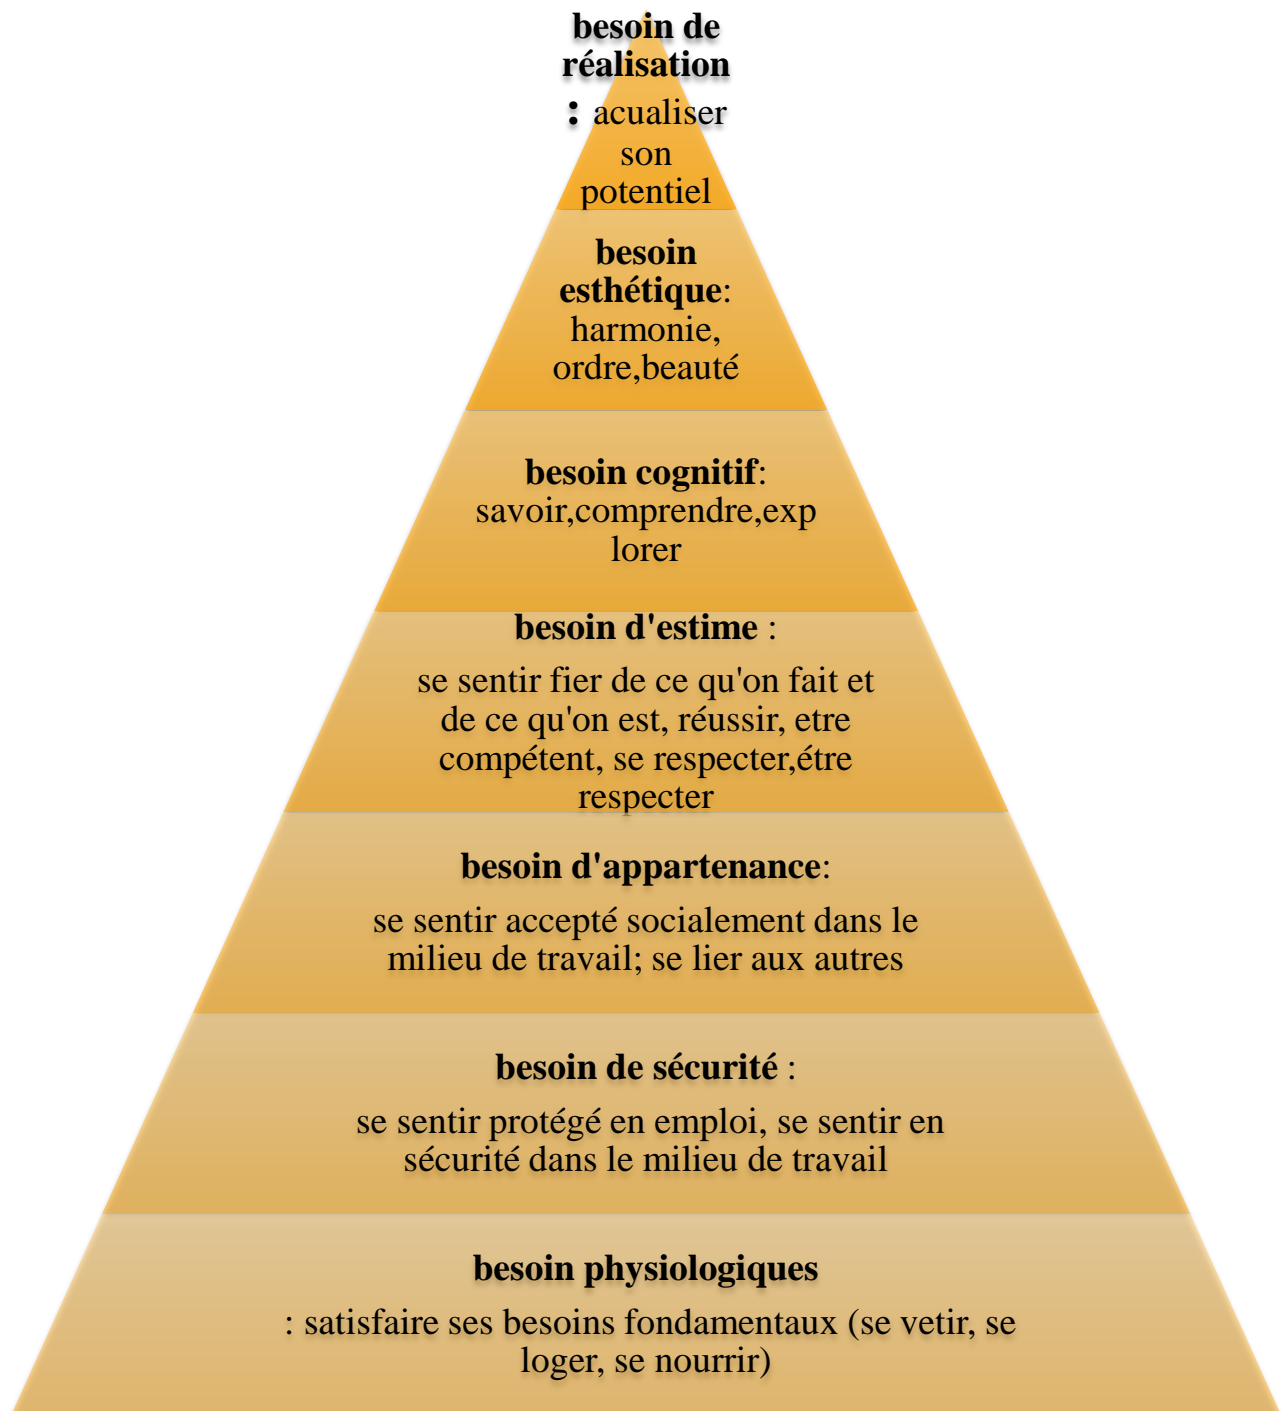 besoin de
réalisation
: acualiser
son
potentiel
besoin
esthétique:
harmonie,
ordre,beauté
besoin cognitif:
savoir,comprendre,exp
lorer
besoin d'estime :
se sentir fier de ce qu'on fait et
de ce qu'on est, réussir, etre
compétent, se respecter,étre
respecter
besoin d'appartenance:
se sentir accepté socialement dans le
milieu de travail; se lier aux autres
besoin de sécurité :
se sentir protégé en emploi, se sentir en
sécurité dans le milieu de travail
besoin physiologiques
: satisfaire ses besoins fondamentaux (se vetir, se
loger, se nourrir)